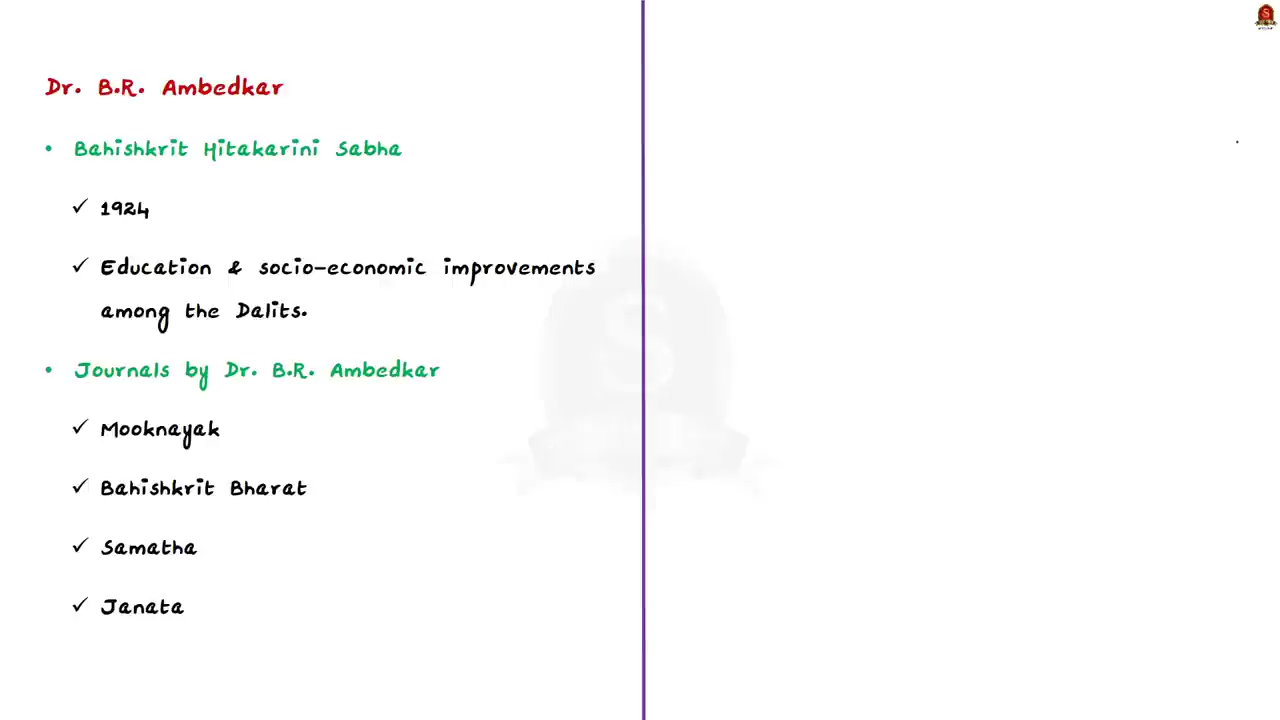 Dr. B.R. Ambedkar
• Bahishkrit Hitakarini Sabha
✓ 1924
✓ Education & socio-economic improvements
among the Dalits.
• Journals by Dr. B.R. Ambedkar
✓ Mooknayak
✓ Bahishkrit Bharat
✓ Samatha
✓ Janata